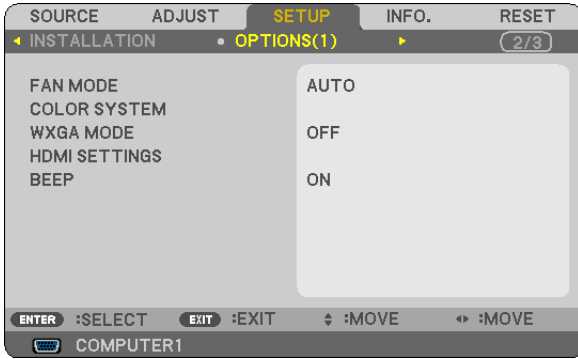 SOURCE ADJUST SETUP INFO. RESET
INSTALLATION • OPTIONS(1) 2/3
FAN MODE AUTO
COLOR SYSTEM
WXGA MODE OFF
HDMI SETTINGS
BEEP ON
ENTER :SELECT EXIT :EXIT :MOVE :MOVE
COMPUTER1